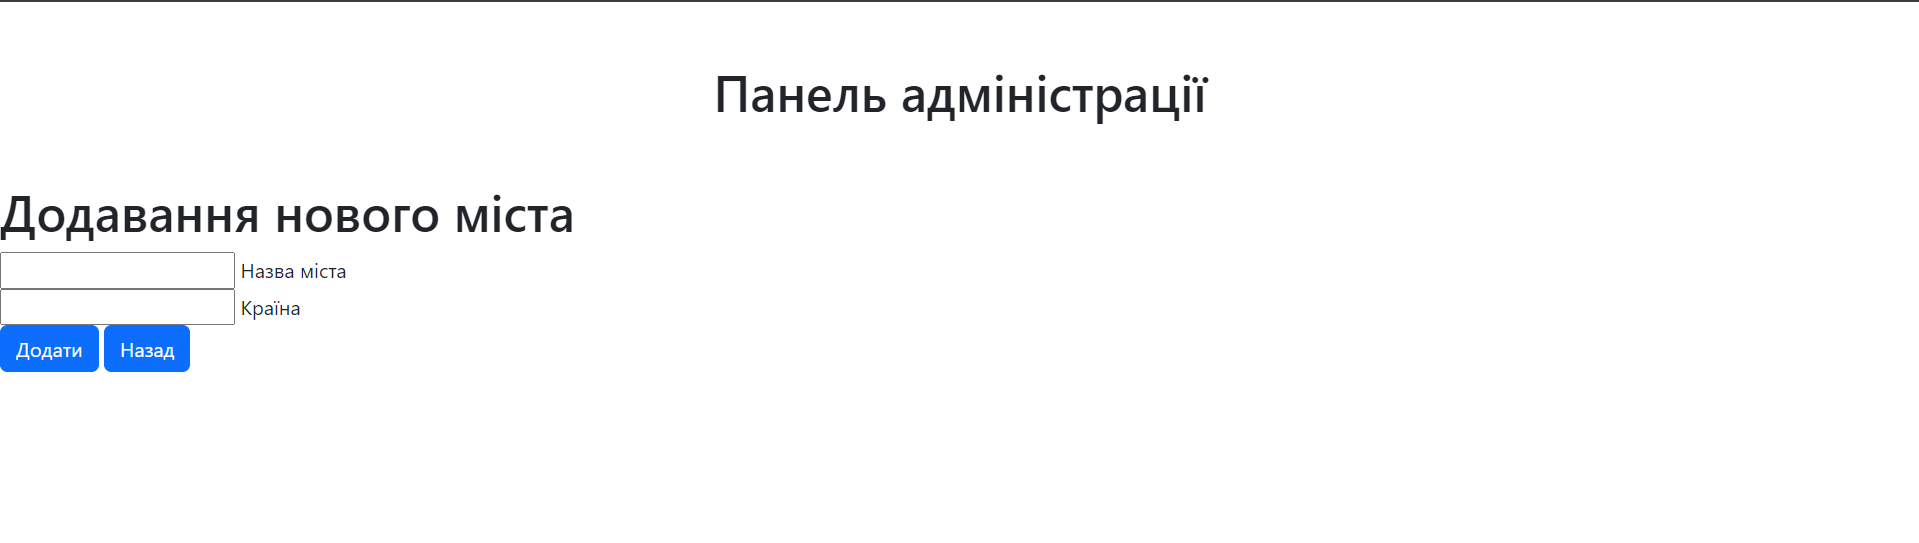 Панель адміністрації
Додавання нового міста
Назва міста
Країна
Додати Назад